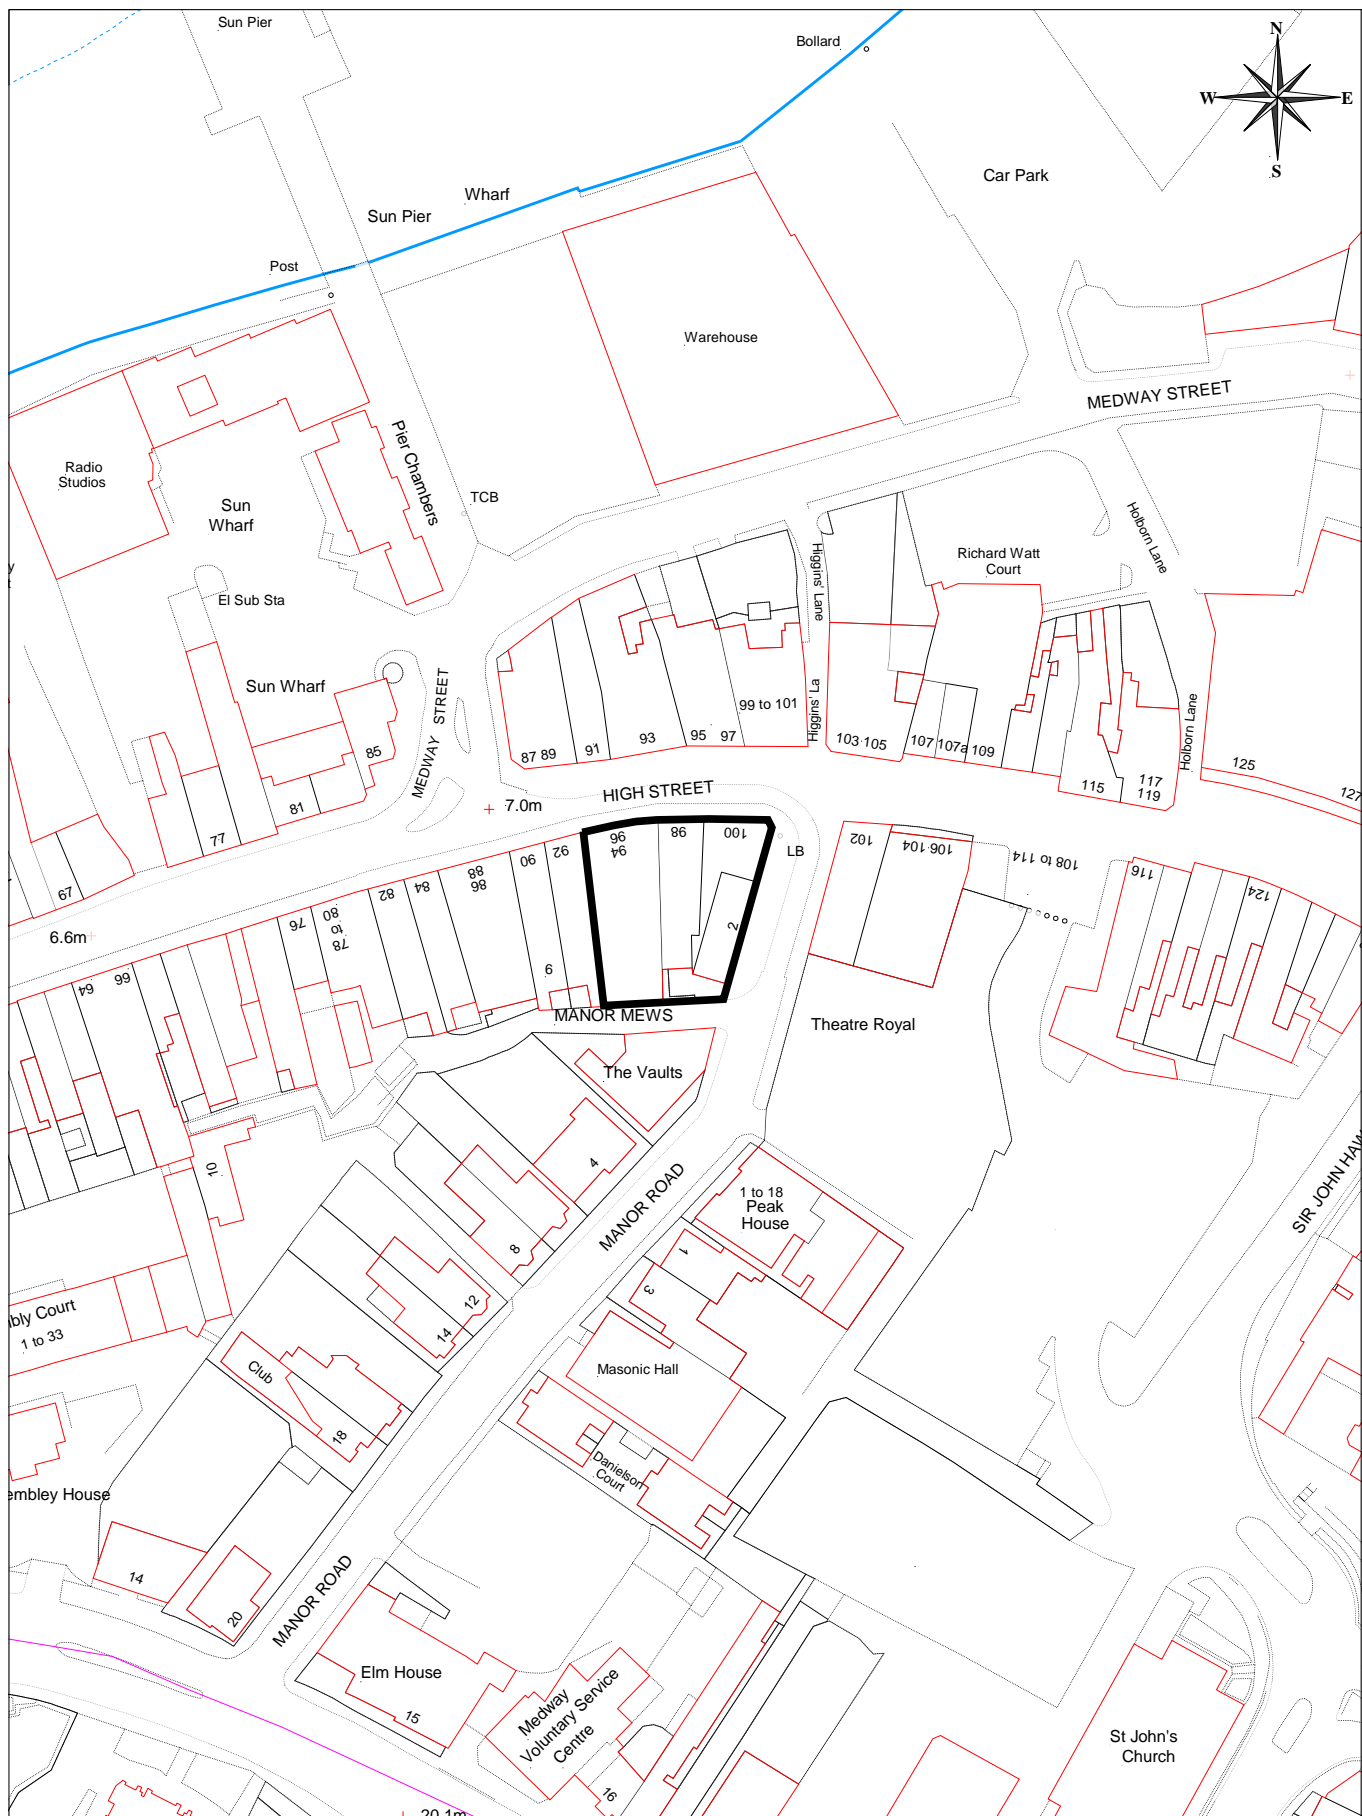 Sun Pier
Bollard
N
W
E
S
Car Park
Wharf
Sun Pier
Post
Warehouse
MEDWAY STREET
Radio
Studios
Pier Chambers
TCB
Sun
Wharf
Holborn Lane
Higgins' Lane
Richard Watt
Court
y
t
El Sub Sta
Sun Wharf
MEDWAY STREET
Higgins' La
Holborn Lane
99 to 101
85
87 89
91
93
95
97
103·105
107
107a
109
115
117
119
125
127
HIGH STREET
7.0m
81
77
67
6.6m
64
66
76
78
to
80
82
84
86
88
90
92
94
96
98
100
LB
102
106·104
108 to 114
116
124
2
9
MANOR MEWS
Theatre Royal
The Vaults
4
8
10
MANOR ROAD
1 to 18
Peak
House
SIR JOHN HAW
1
3
12
14
bly Court
1 to 33
Club
18
Masonic Hall
Danielson
Court
embley House
14
20
MANOR ROAD
Elm House
15
Medway
Voluntary Service
Centre
16
St John's
Church
20.1m